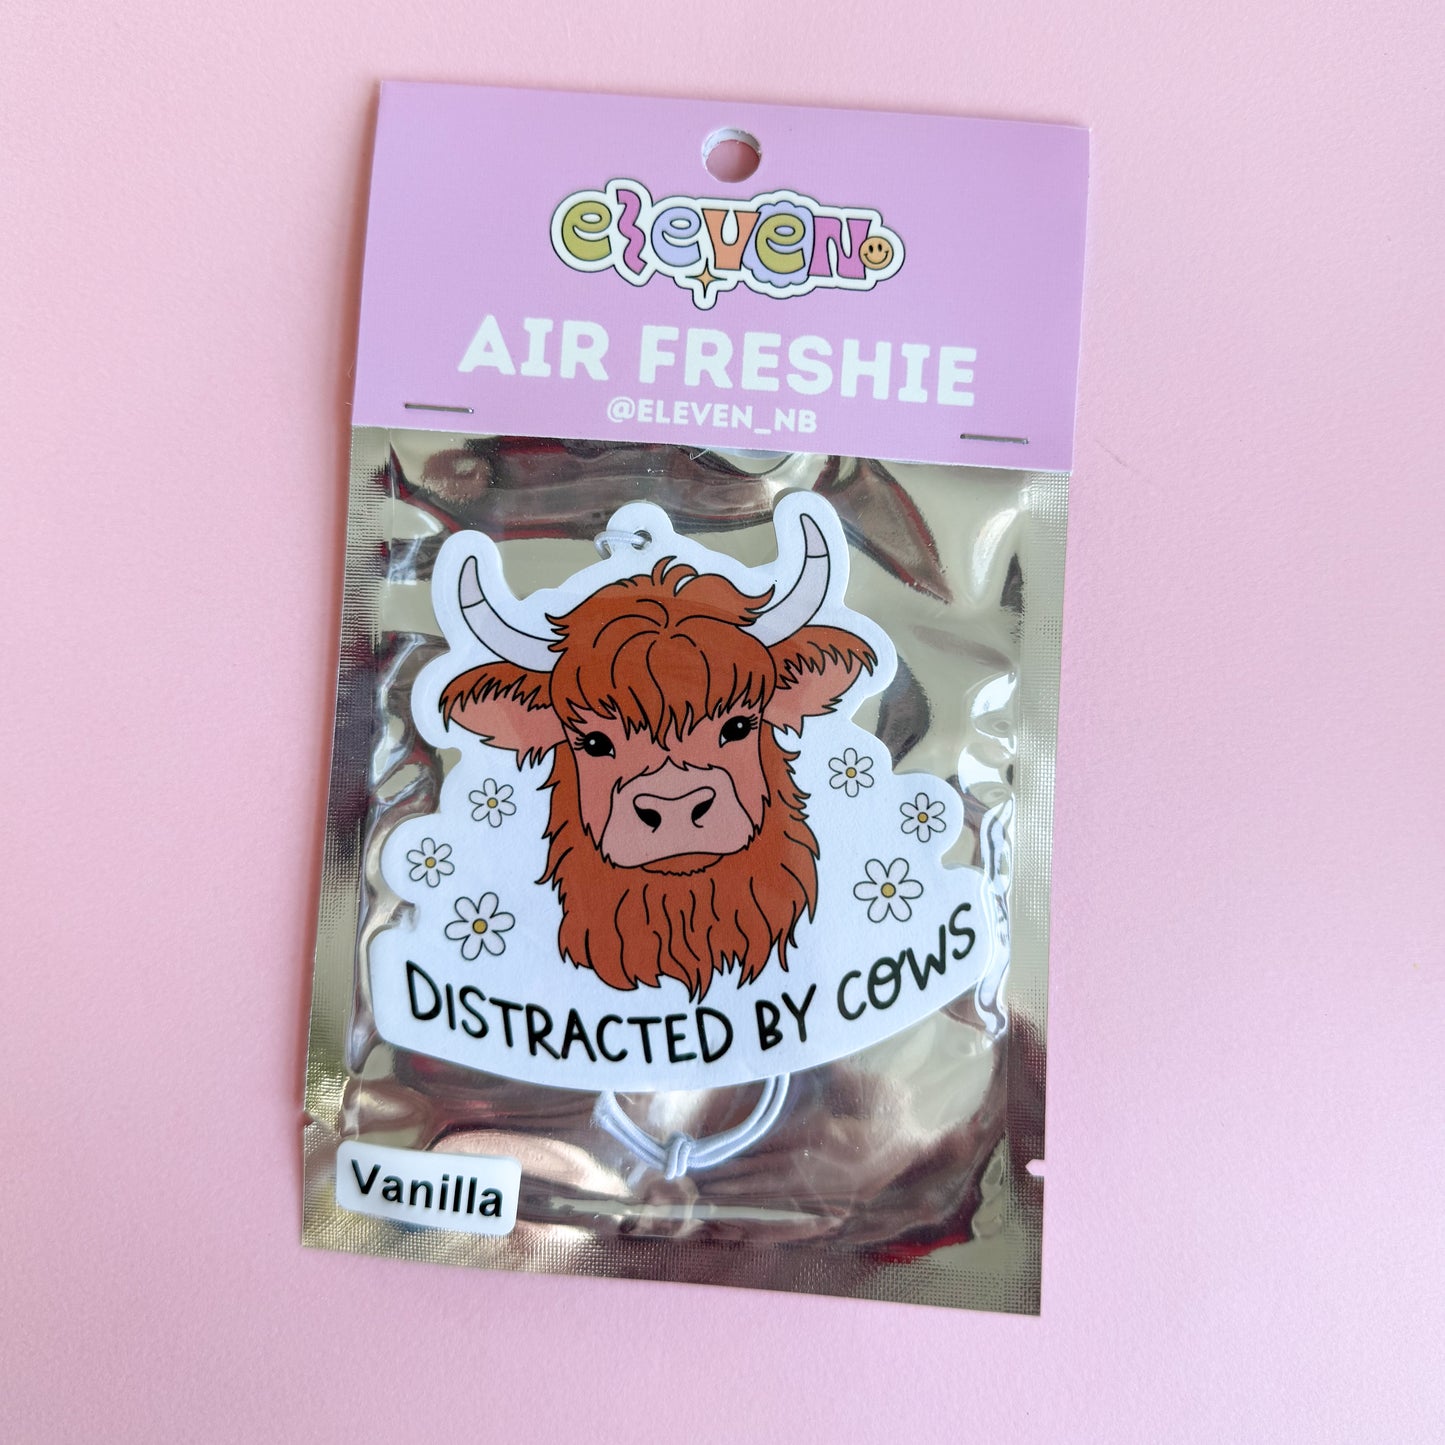 eleven
AIR FRESHIE
@ELEVEN_NB
DISTRACTED BY COWS
Vanilla